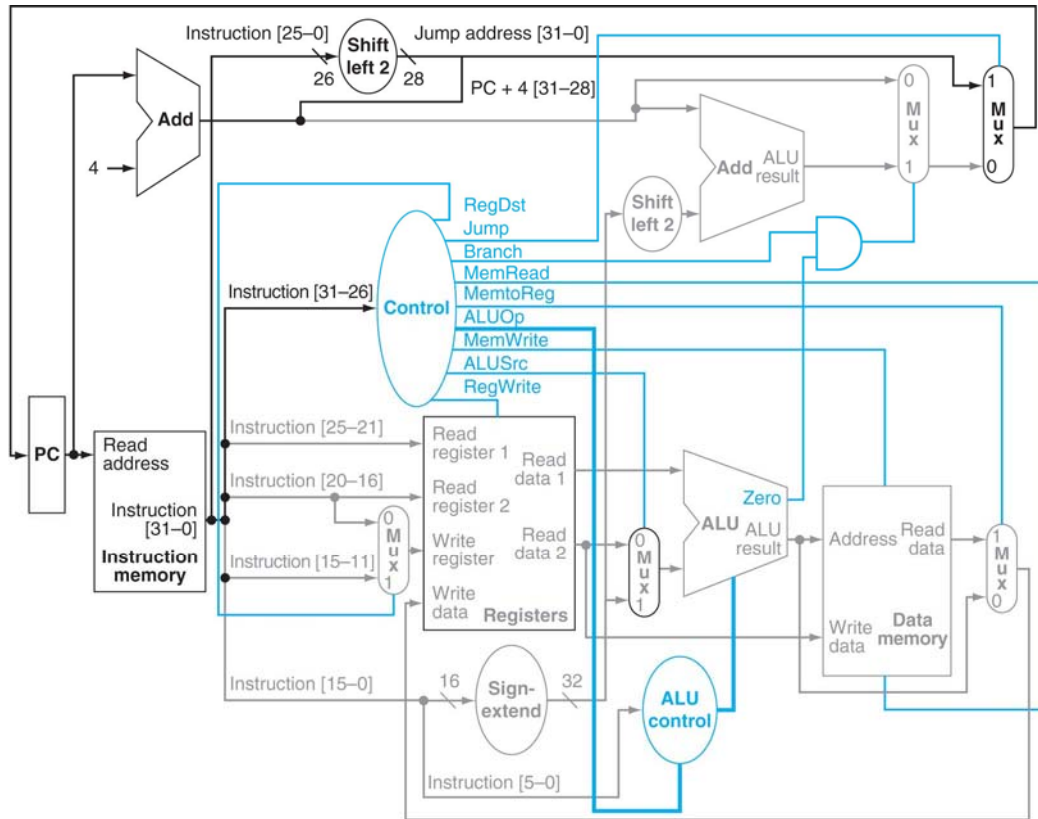 Instruction [25–0]
Shift
left 2
Jump address [31–0]
26
28
PC + 4 [31–28]
Add
4
0
M
u
x
1
1
M
u
x
0
Add
ALU
result
Shift
left 2
RegDst
Jump
Branch
MemRead
MemtoReg
ALUOp
MemWrite
ALUSrc
RegWrite
Instruction [31–26]
Control
PC
Read
address
Instruction
[31–0]
Instruction
memory
Instruction [25–21]
Instruction [20–16]
Instruction [15–11]
0
M
u
x
1
Read
register 1
Read
register 2
Write
register
Write
data
Read
data 1
Read
data 2
Registers
0
M
u
x
1
Zero
ALU
ALU
result
Address
Read
data
Write
data
Data
memory
1
M
u
x
0
Instruction [15–0]
16
Sign-
extend
32
ALU
control
Instruction [5–0]